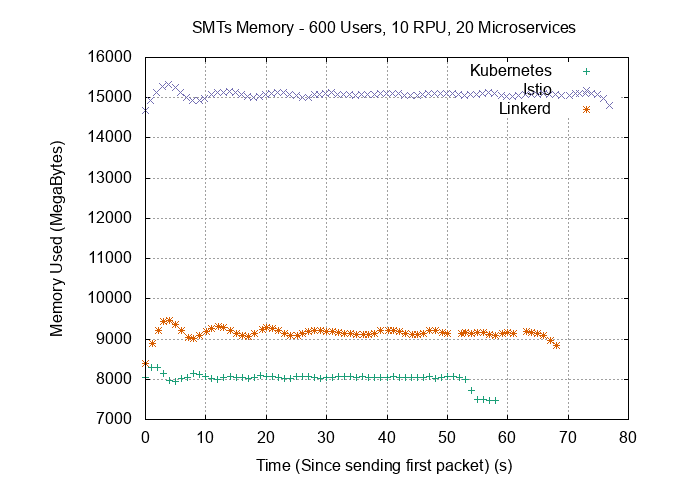 SMTs Memory - 600 Users, 10 RPU, 20 Microservices
16000
15000
14000
13000
12000
11000
10000
9000
8000
7000
Memory Used (MegaBytes)
Kubernetes
Istio
Linkerd
0 10 20 30 40 50 60 70 80
Time (Since sending first packet) (s)